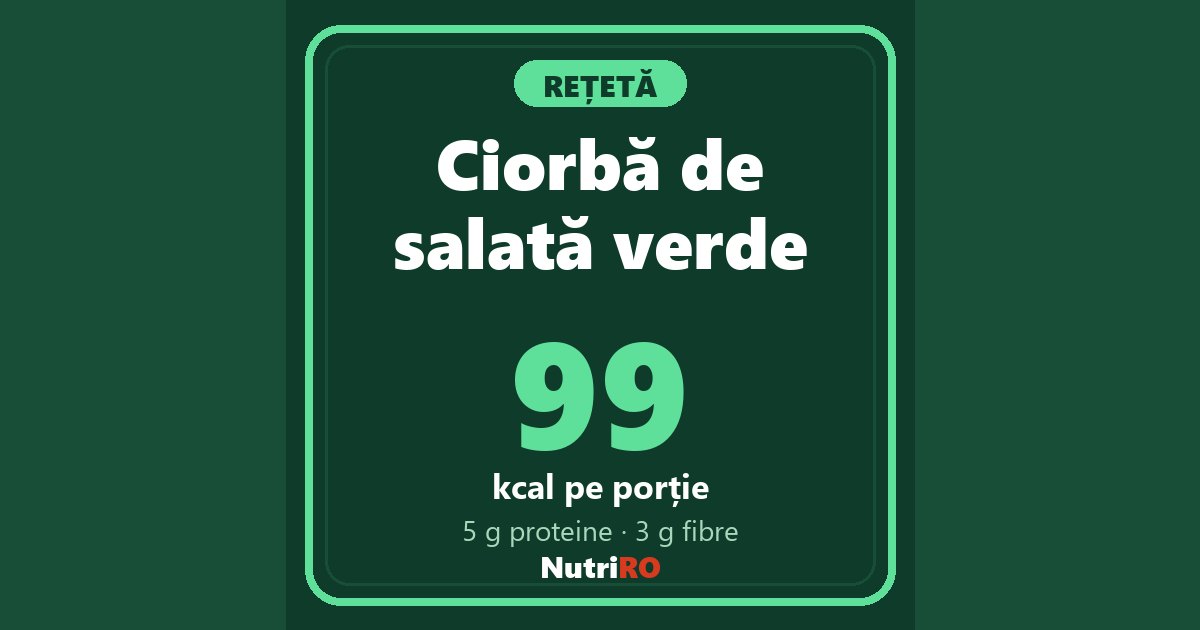 REȚETĂ
Ciorbă de
salată verde
99
kcal pe porție
5 g proteine · 3 g fibre
NutriRO